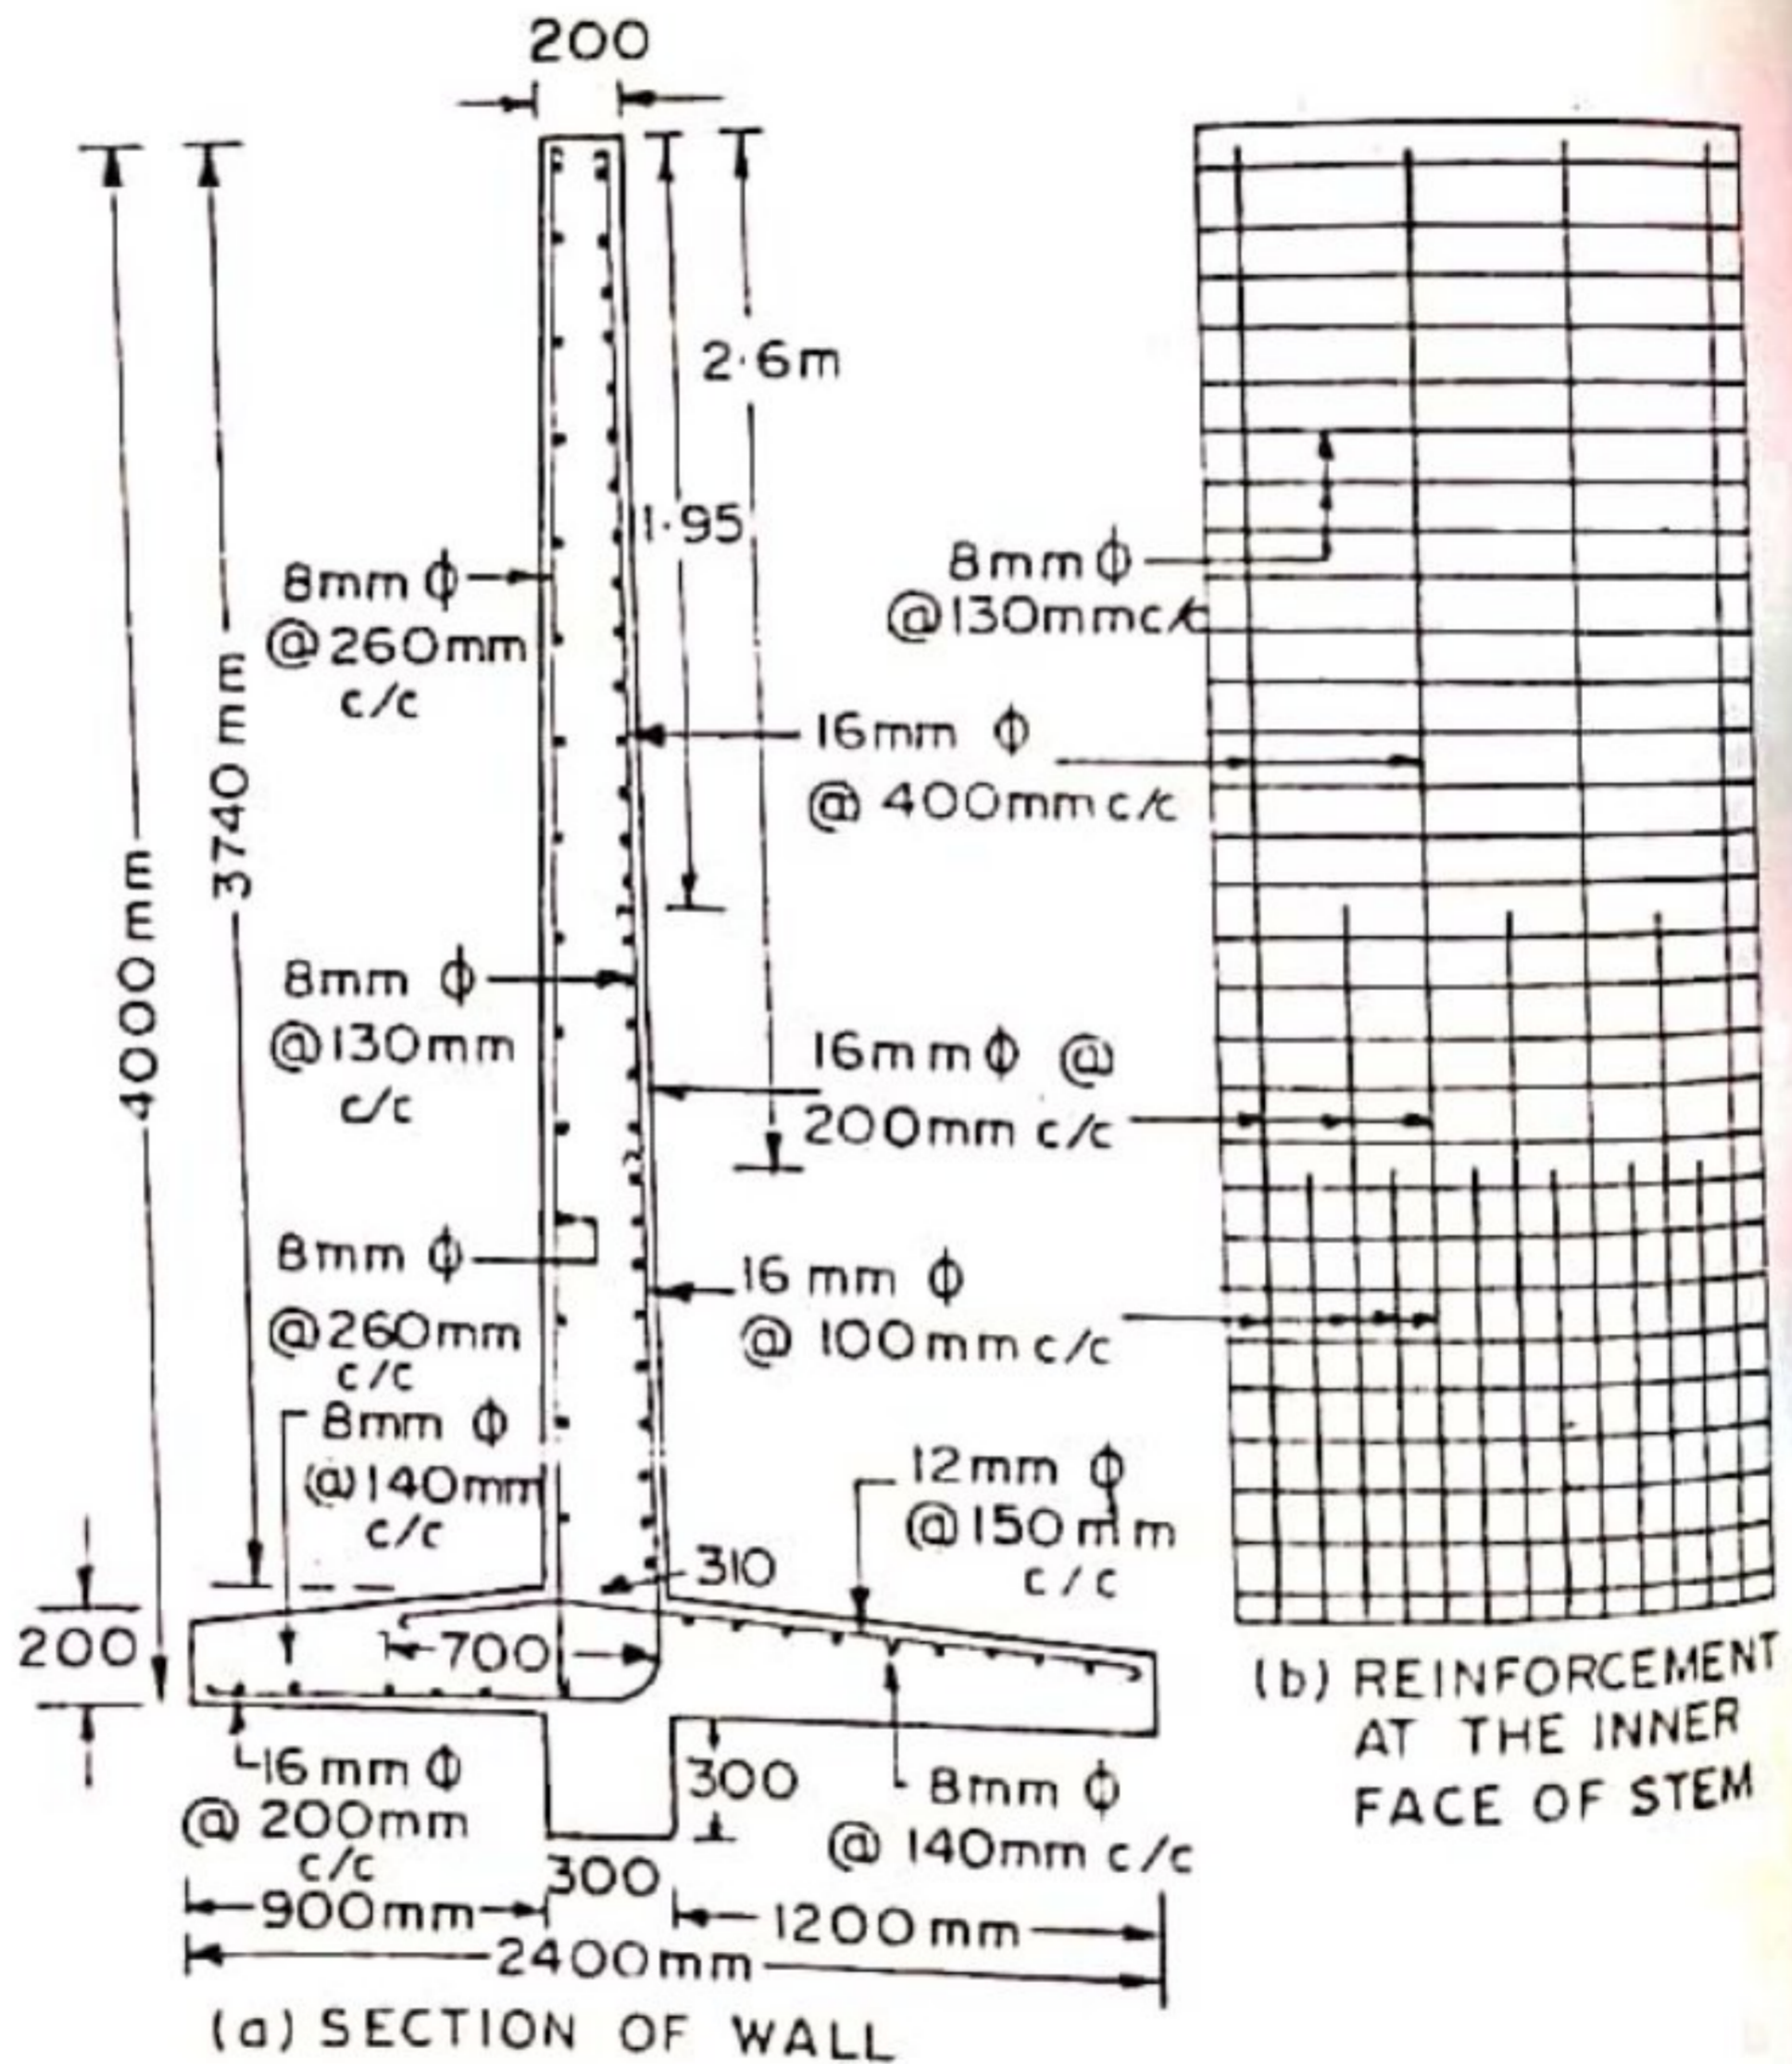 200
2.6m
1.95
8mm ϕ
@ 260mm
c/c
3740mm
4000mm
8mm ϕ
@130mm c/c
16mm ϕ
@ 400mm c/c
8mm ϕ
@130mm
c/c
16mm ϕ @
200mm c/c
8mm ϕ
@260mm
c/c
16 mm ϕ
@ 100mm c/c
8mm ϕ
@140mm
c/c
12mm ϕ
@150mm
c/c
310
200
700
16mm ϕ
@ 200mm
c/c
300
8mm ϕ
@ 140mm c/c
300
900mm
1200mm
2400mm
(a) SECTION OF WALL
(b) REINFORCEMENT
AT THE INNER
FACE OF STEM